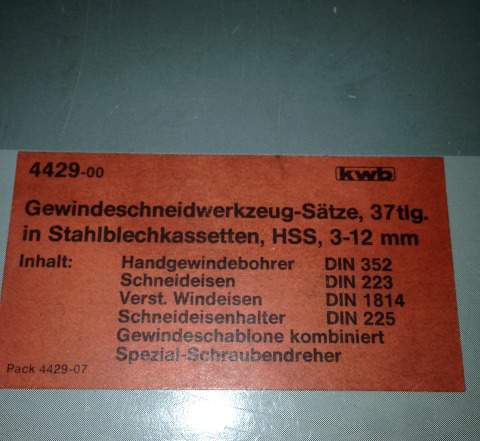 4429-00 kwb
Gewindeschneidwerkzeug-Sätze, 37tlg.
in Stahlblechkassetten, HSS, 3-12 mm
Inhalt: Handgewindebohrer DIN 352
Schneideisen DIN 223
Verst. Windeisen DIN 1814
Schneideisenhalter DIN 225
Gewindeschablone kombiniert
Spezial-Schraubendreher
Pack 4429-07